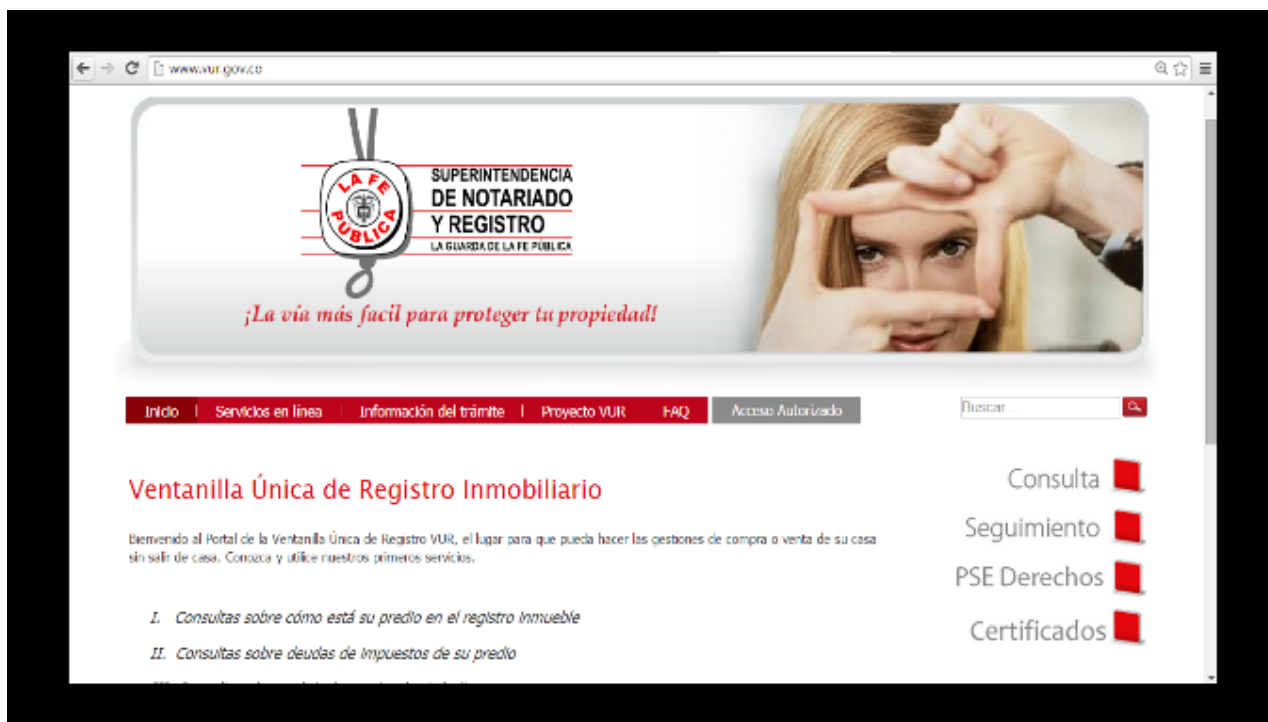 www.vur.gov.co
LA FE
PÚBLICA
SUPERINTENDENCIA
DE NOTARIADO
Y REGISTRO
LA GUARDA DE LA FE PÚBLICA
¡La vía más facil para proteger tu propiedad!
Inicio | Servicios en línea | Información del trámite | Proyecto VUR FAQ Acceso Autorizado Buscar...
Ventanilla Única de Registro Inmobiliario
Bienvenido al Portal de la Ventanilla Única de Registro VUR, el lugar para que pueda hacer las gestiones de compra o venta de su casa
sin salir de casa. Conozca y utilice nuestros primeros servicios.
I. Consultas sobre cómo está su predio en el registro inmueble
II. Consultas sobre deudas de impuestos de su predio
Consulta
Seguimiento
PSE Derechos
Certificados